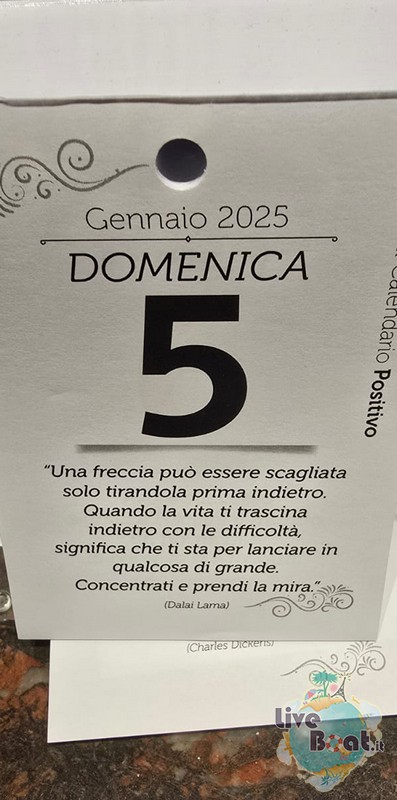 Gennaio 2025
DOMENICA
5
“Una freccia può essere scagliata
solo tirandola prima indietro.
Quando la vita ti trascina
indietro con le difficoltà,
significa che ti sta per lanciare in
qualcosa di grande.
Concentrati e prendi la mira.”
(Dalai Lama)
Calendario Positivo
(Charles Dickens)
Live
Boat.it